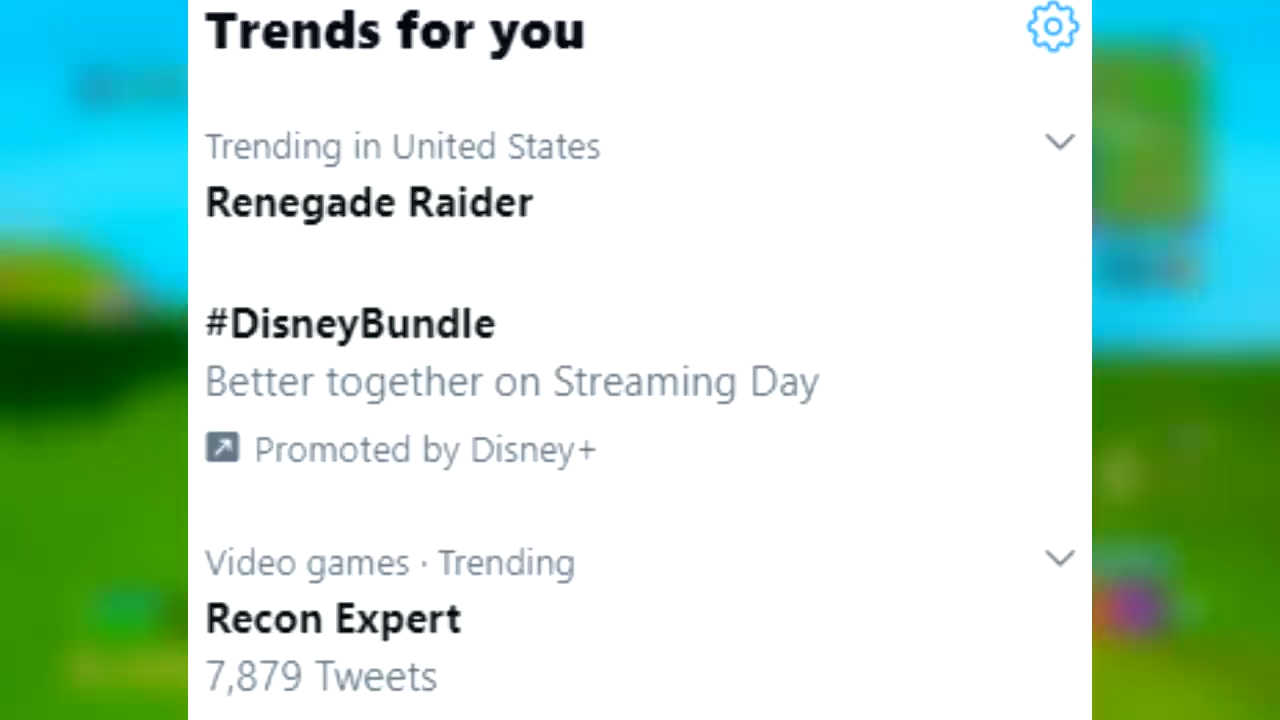 Trends for you
Trending in United States
Renegade Raider
#DisneyBundle
Better together on Streaming Day
Promoted by Disney+
Video games · Trending
Recon Expert
7,879 Tweets